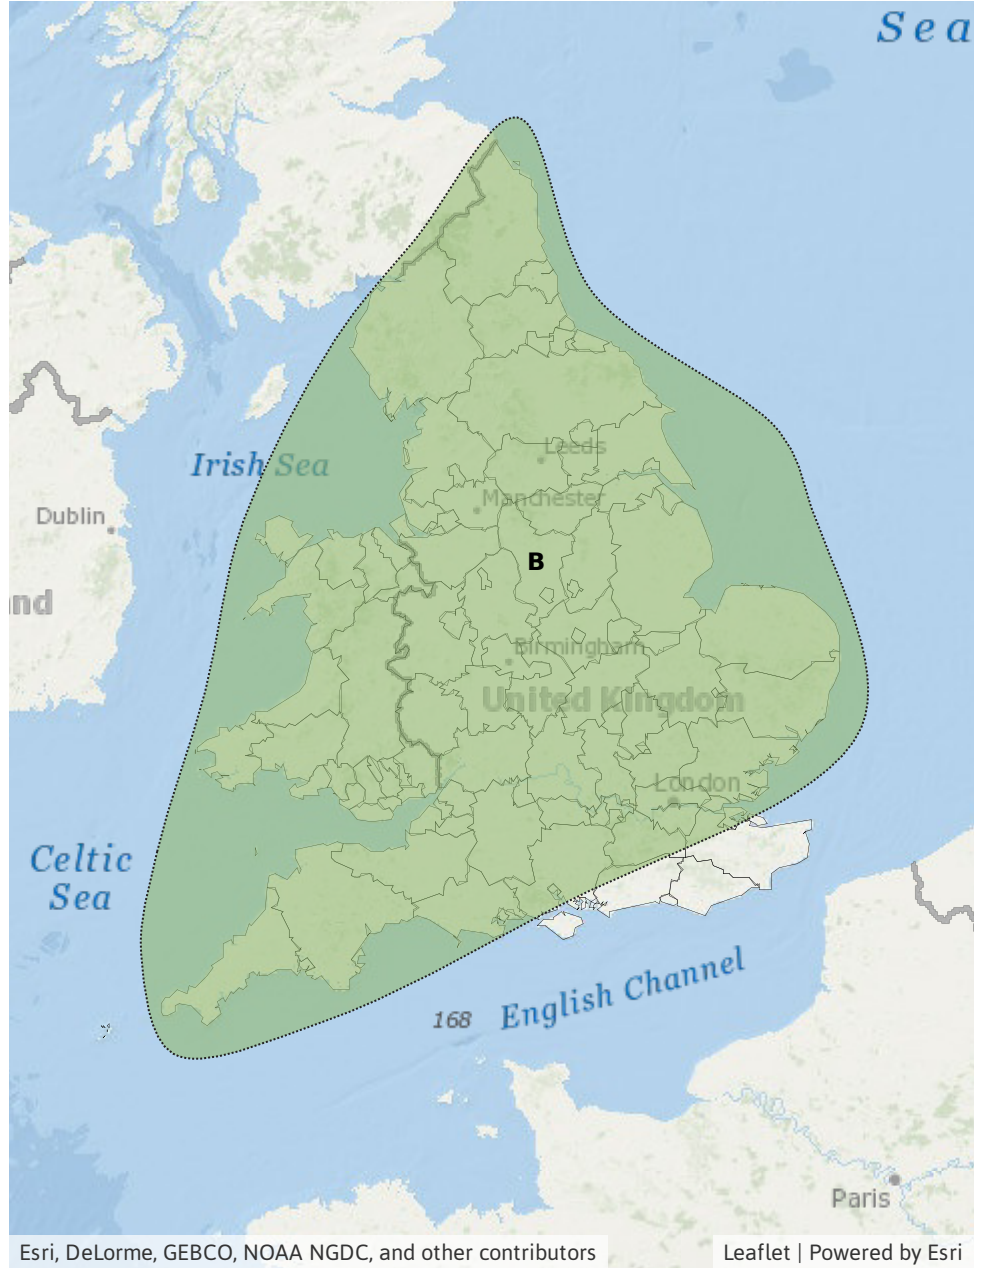 Sea
Leeds
Irish Sea
Manchester
Dublin
B
nd
Birmingham
United Kingdom
London
Celtic
Sea
English Channel
168
Paris
Esri, DeLorme, GEBCO, NOAA NGDC, and other contributors
Leaflet | Powered by Esri